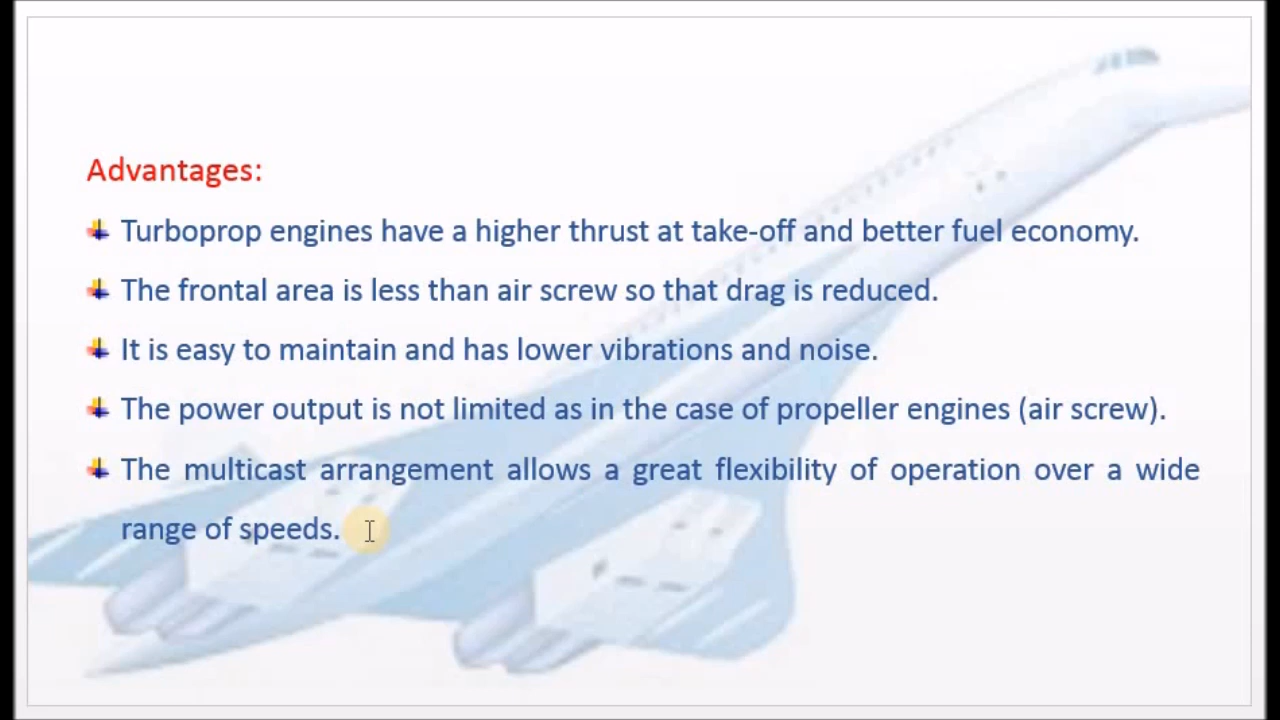 Advantages:
Turboprop engines have a higher thrust at take-off and better fuel economy.
The frontal area is less than air screw so that drag is reduced.
It is easy to maintain and has lower vibrations and noise.
The power output is not limited as in the case of propeller engines (air screw).
The multicast arrangement allows a great flexibility of operation over a wide
range of speeds.